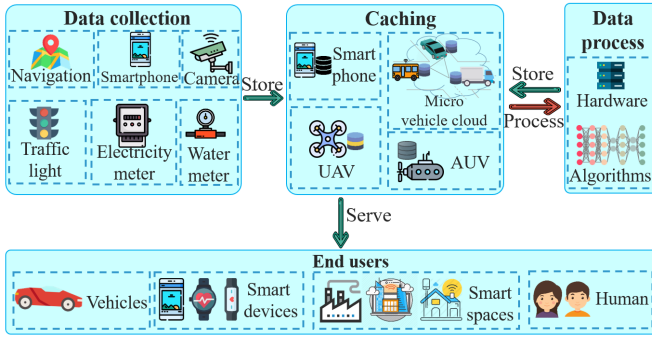 Data collection
Navigation
Smartphone
Camera
Traffic
light
Electricity
meter
Water
meter
Store
Caching
Smart
phone
Micro
vehicle cloud
UAV
AUV
Store
Process
Data
process
Hardware
Algorithms
Serve
End users
Vehicles
Smart
devices
Smart
spaces
Human